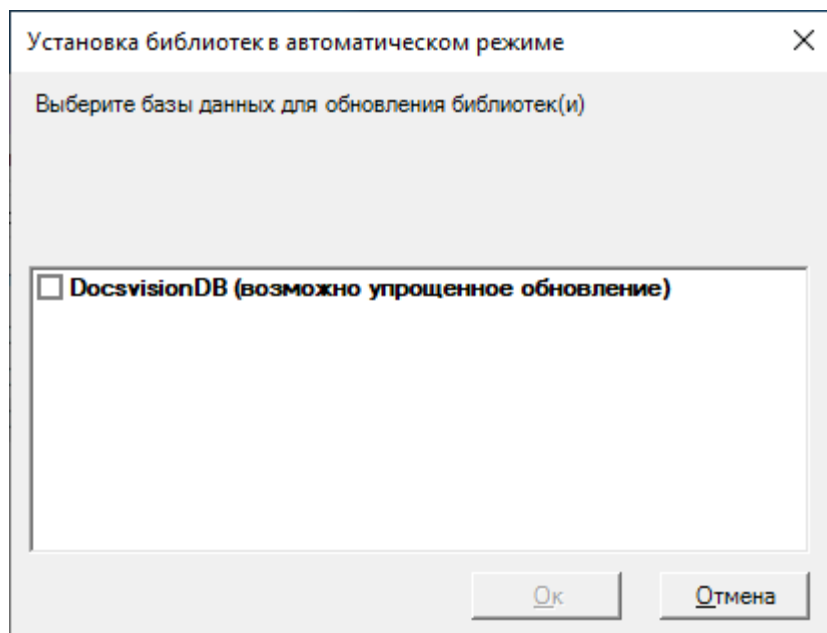 Установка библиотек в автоматическом режиме
Выберите базы данных для обновления библиотек(и)
DocsvisionDB (возможно упрощенное обновление)
Ок
Отмена